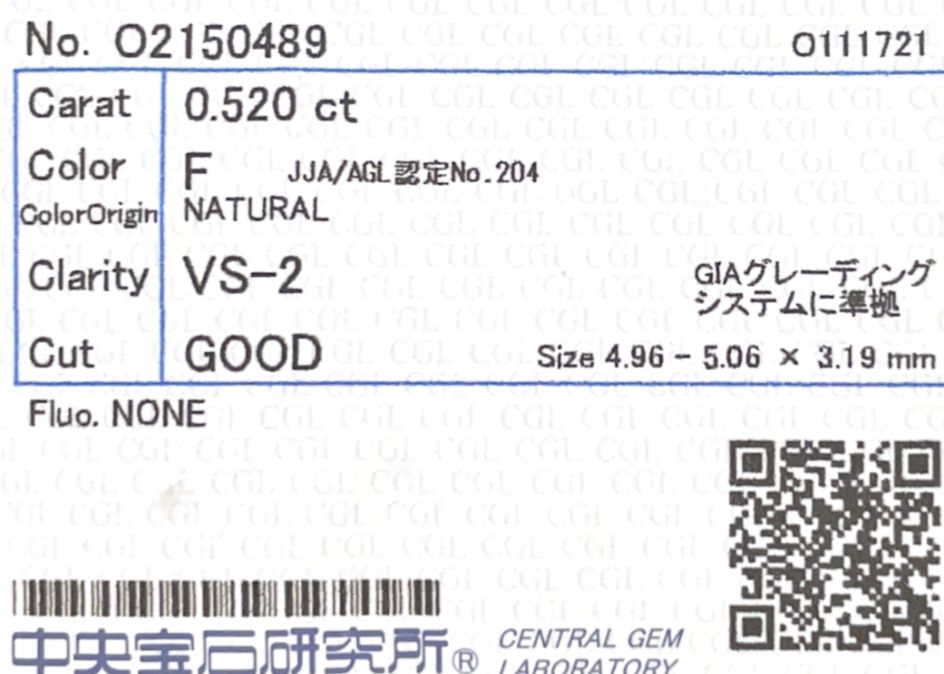 No. O2150489 0111721
Carat 0.520 ct
Color F JJA/AGL認定No.204
ColorOrigin NATURAL
Clarity VS-2 GIAグレーディング
システムに準拠
Cut GOOD Size 4.96 - 5.06 × 3.19 mm
Fluo. NONE
中央宝石研究所® CENTRAL GEM
LABORATORY